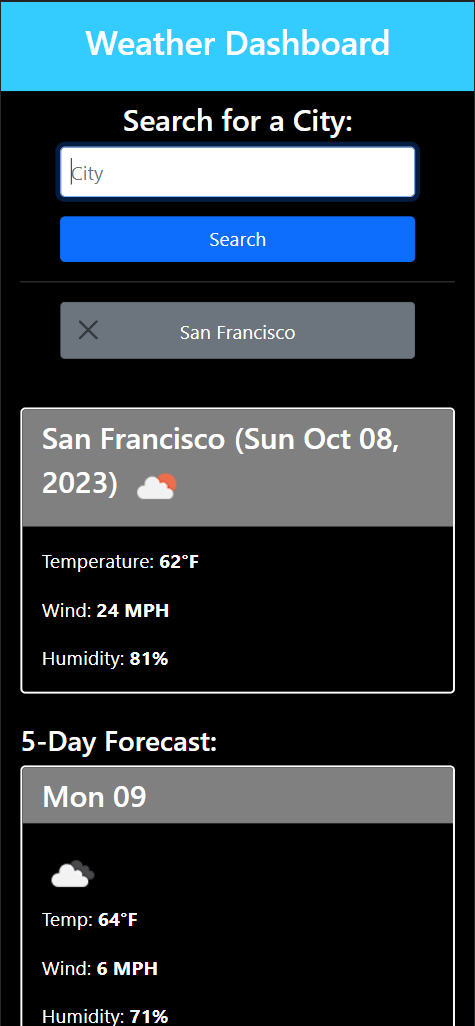 Weather Dashboard
Search for a City:
City
Search
San Francisco
San Francisco (Sun Oct 08,
2023)
Temperature: 62°F
Wind: 24 MPH
Humidity: 81%
5-Day Forecast:
Mon 09
Temp: 64°F
Wind: 6 MPH
Humidity: 71%